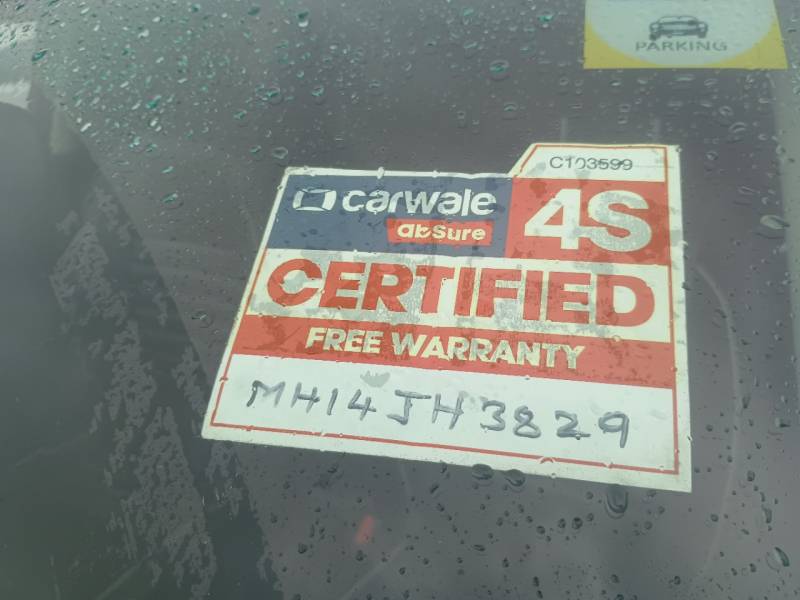 PARKING
C103599
carwale
abSure
4S
CERTIFIED
FREE WARRANTY
MH14JH3829